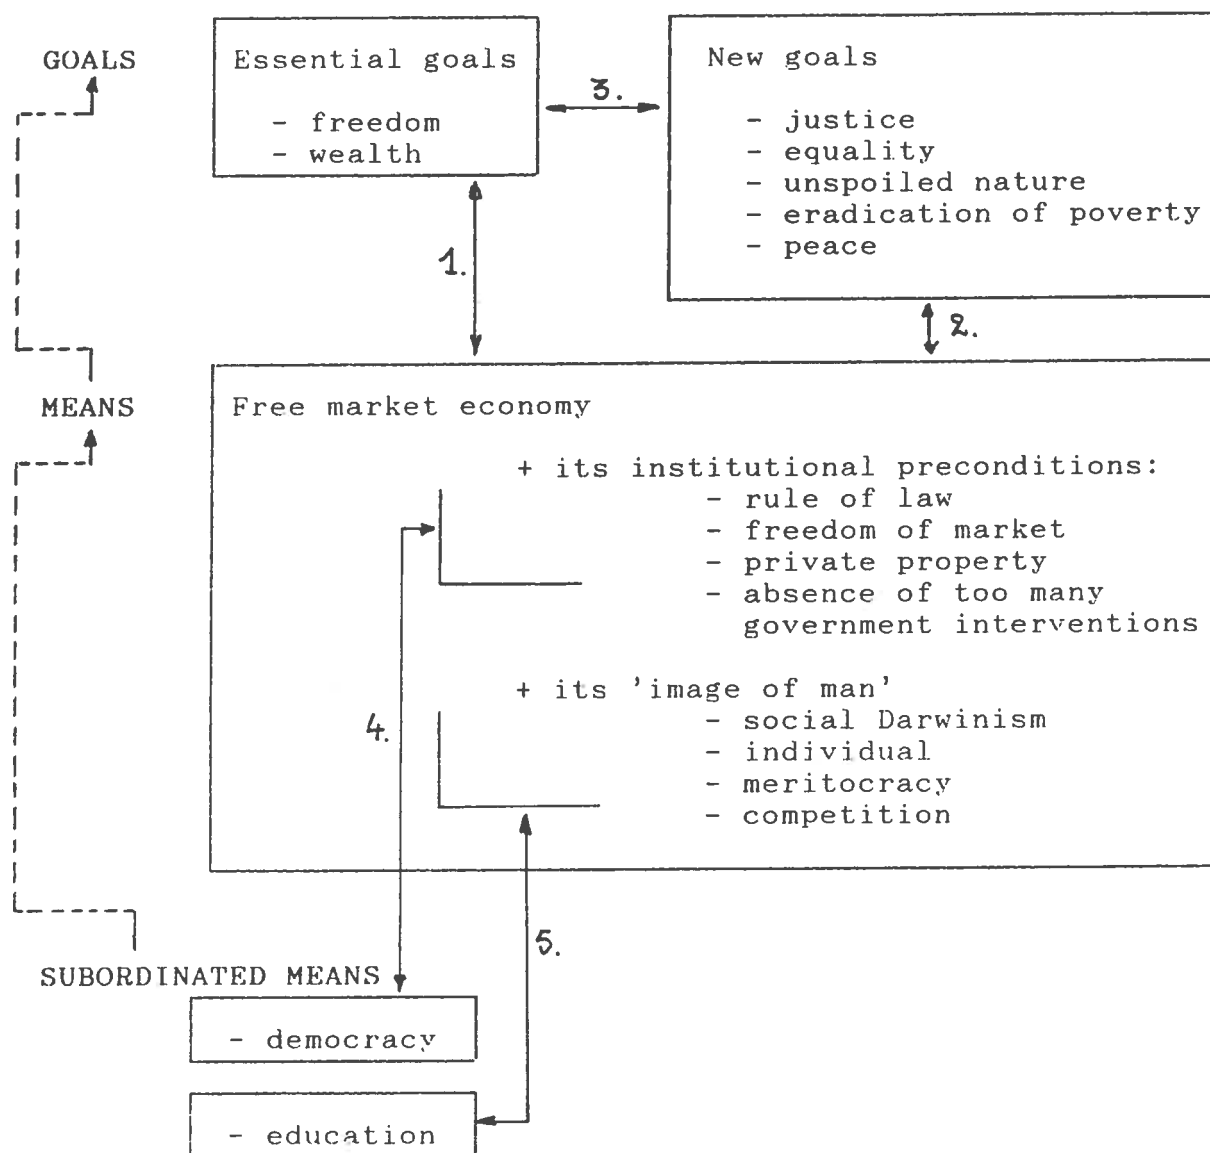 GOALS
Essential goals
- freedom
- wealth
3.
New goals
- justice
- equality
- unspoiled nature
- eradication of poverty
- peace
1.
2.
MEANS
Free market economy
+ its institutional preconditions:
- rule of law
- freedom of market
- private property
- absence of too many
government interventions
+ its 'image of man'
- social Darwinism
- individual
- meritocracy
- competition
4.
5.
SUBORDINATED MEANS
- democracy
- education